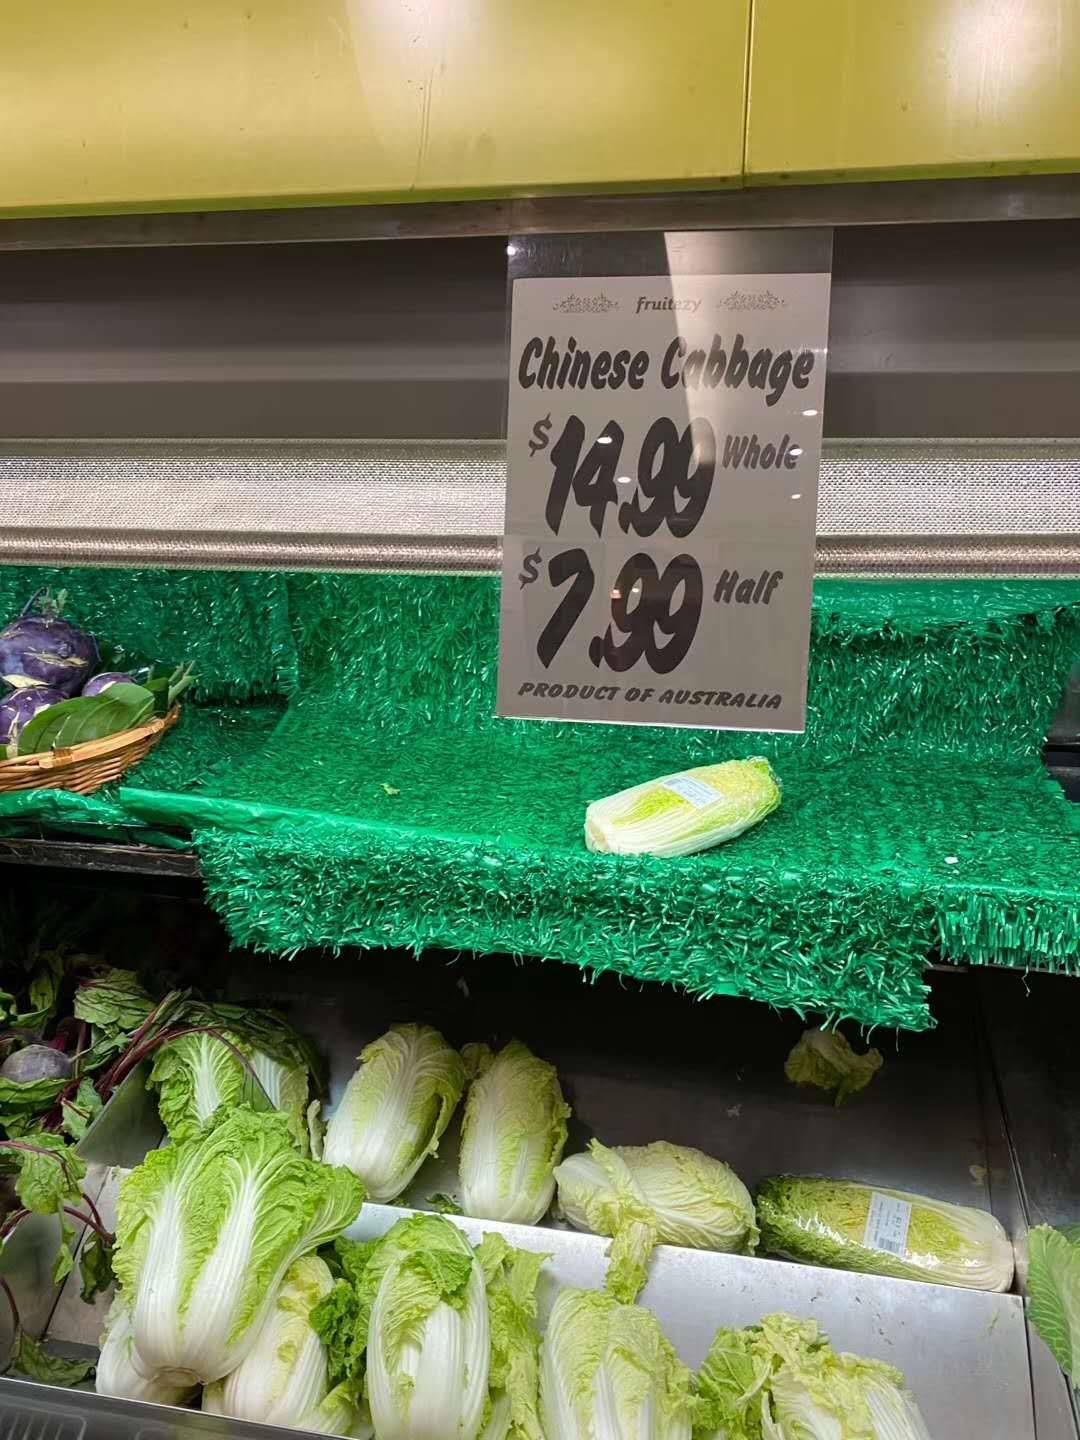 fruitezy
Chinese Cabbage
$14.99 Whole
$7.99 Half
PRODUCT OF AUSTRALIA